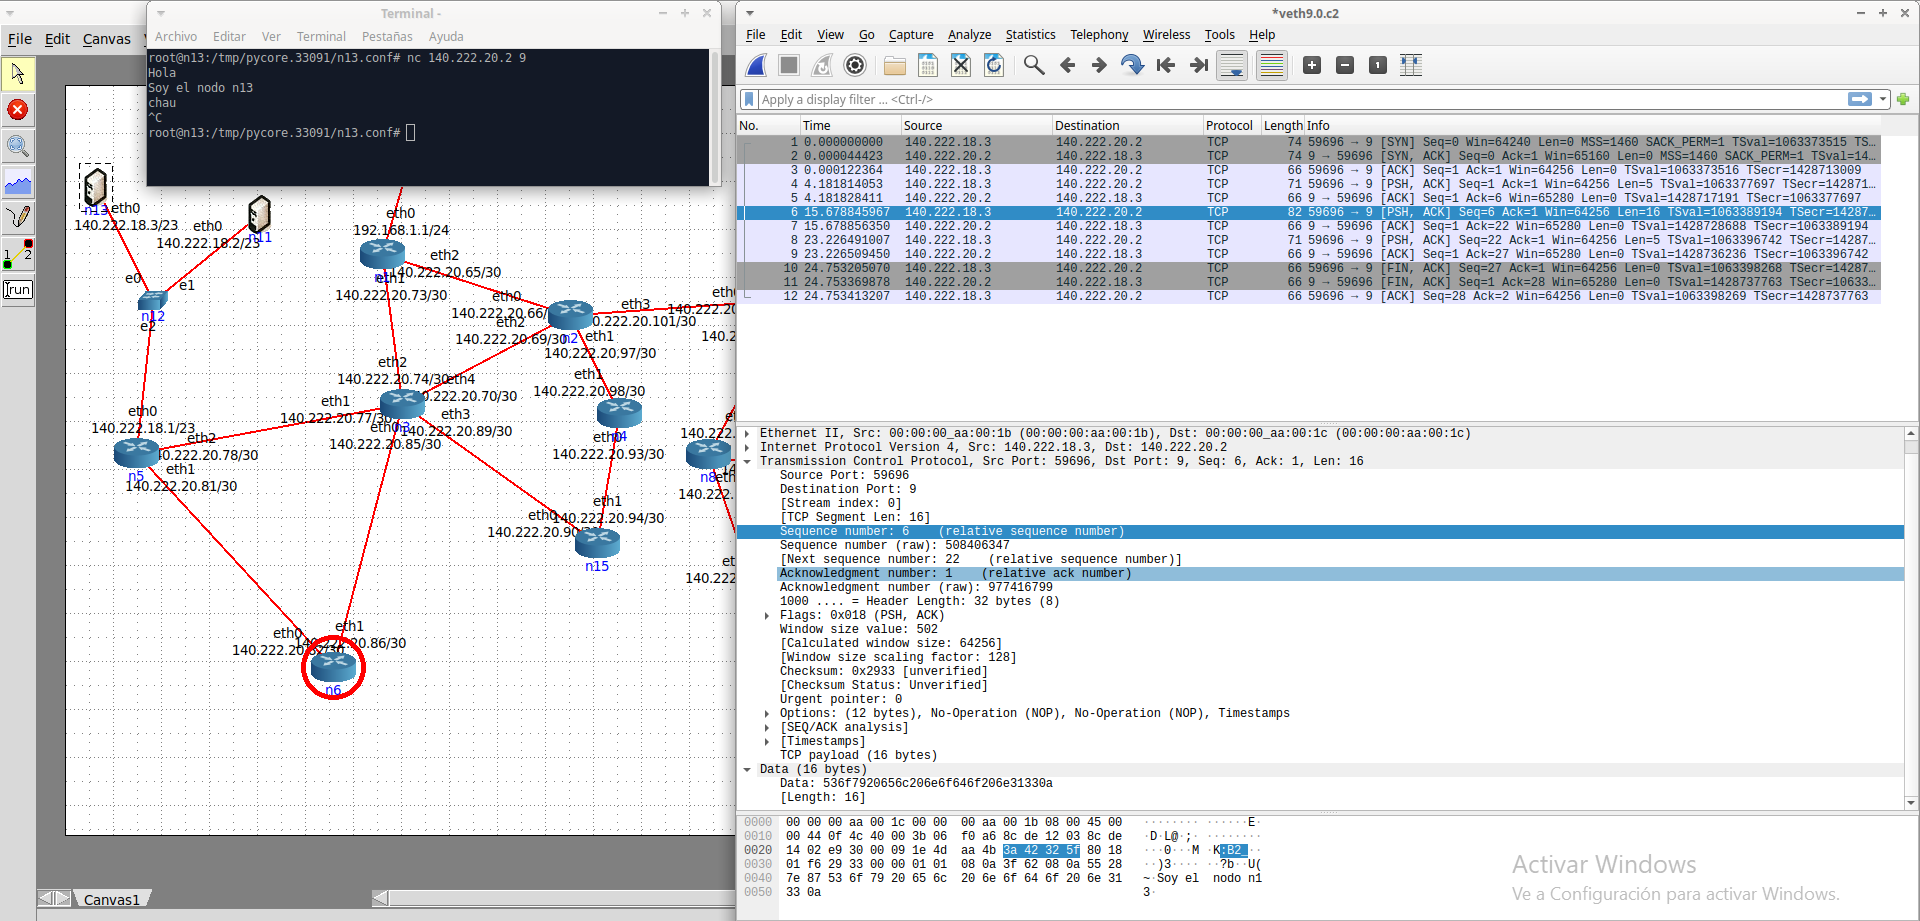 Terminal -
Archivo Editar Ver Terminal Pestañas Ayuda
root@n13:/tmp/pycore.33091/n13.conf# nc 140.222.20.2 9
Hola
Soy el nodo n13
chau
^C
root@n13:/tmp/pycore.33091/n13.conf#
File Edit Canvas
run
n13
eth0
140.222.18.3/23
eth0
140.222.18.2/23
n11
e0
e1
n12
e2
eth0
192.168.1.1/24
eth2
140.222.20.65/30
eth1
140.222.20.73/30
eth0
140.222.20.66/
eth2
140.222.20.69/30
eth3
0.222.20.101/30
n2
eth1
140.222.20.97/30
eth1
140.222.20.98/30
eth2
140.222.20.74/30
eth4
0.222.20.70/30
eth1
140.222.20.77/30
eth3
140.222.20.89/30
140.222.20.85/30
eth0
140.222.18.1/23
eth2
0.222.20.78/30
n5
eth1
140.222.20.81/30
eth0
n4
140.222.20.93/30
n8
eth1
140.222.20.94/30
eth0
140.222.20.90
n15
eth0
eth1
140.222.20.86/30
n6
Canvas1
*veth9.0.c2
File Edit View Go Capture Analyze Statistics Telephony Wireless Tools Help
Apply a display filter ... <Ctrl-/>
No. Time Source Destination Protocol Length Info
1 0.000000000 140.222.18.3 140.222.20.2 TCP 74 59696 → 9 [SYN] Seq=0 Win=64240 Len=0 MSS=1460 SACK_PERM=1 TSval=1063373515 TS…
2 0.000044423 140.222.20.2 140.222.18.3 TCP 74 9 → 59696 [SYN, ACK] Seq=0 Ack=1 Win=65160 Len=0 MSS=1460 SACK_PERM=1 TSval=14…
3 0.000122364 140.222.18.3 140.222.20.2 TCP 66 59696 → 9 [ACK] Seq=1 Ack=1 Win=64256 Len=0 TSval=1063373516 TSecr=1428713009
4 4.181814053 140.222.18.3 140.222.20.2 TCP 71 59696 → 9 [PSH, ACK] Seq=1 Ack=1 Win=64256 Len=5 TSval=1063377697 TSecr=142871…
5 4.181828411 140.222.20.2 140.222.18.3 TCP 66 9 → 59696 [ACK] Seq=1 Ack=6 Win=65280 Len=0 TSval=1428717191 TSecr=1063377697
6 15.678845967 140.222.18.3 140.222.20.2 TCP 82 59696 → 9 [PSH, ACK] Seq=6 Ack=1 Win=64256 Len=16 TSval=1063389194 TSecr=14287…
7 15.678856350 140.222.20.2 140.222.18.3 TCP 66 9 → 59696 [ACK] Seq=1 Ack=22 Win=65280 Len=0 TSval=1428728688 TSecr=1063389194
8 23.226491007 140.222.18.3 140.222.20.2 TCP 71 59696 → 9 [PSH, ACK] Seq=22 Ack=1 Win=64256 Len=5 TSval=1063396742 TSecr=14287…
9 23.226509450 140.222.20.2 140.222.18.3 TCP 66 9 → 59696 [ACK] Seq=1 Ack=27 Win=65280 Len=0 TSval=1428736236 TSecr=1063396742
10 24.753205070 140.222.18.3 140.222.20.2 TCP 66 59696 → 9 [FIN, ACK] Seq=27 Ack=1 Win=64256 Len=0 TSval=1063398268 TSecr=14287…
11 24.753369878 140.222.20.2 140.222.18.3 TCP 66 9 → 59696 [FIN, ACK] Seq=1 Ack=28 Win=65280 Len=0 TSval=1428737763 TSecr=10633…
12 24.753413207 140.222.18.3 140.222.20.2 TCP 66 59696 → 9 [ACK] Seq=28 Ack=2 Win=64256 Len=0 TSval=1063398269 TSecr=1428737763
Ethernet II, Src: 00:00:00_aa:00:1b (00:00:00:aa:00:1b), Dst: 00:00:00_aa:00:1c (00:00:00:aa:00:1c)
Internet Protocol Version 4, Src: 140.222.18.3, Dst: 140.222.20.2
Transmission Control Protocol, Src Port: 59696, Dst Port: 9, Seq: 6, Ack: 1, Len: 16
Source Port: 59696
Destination Port: 9
[Stream index: 0]
[TCP Segment Len: 16]
Sequence number: 6 (relative sequence number)
Sequence number (raw): 508406347
[Next sequence number: 22 (relative sequence number)]
Acknowledgment number: 1 (relative ack number)
Acknowledgment number (raw): 977416799
1000 .... = Header Length: 32 bytes (8)
Flags: 0x018 (PSH, ACK)
Window size value: 502
[Calculated window size: 64256]
[Window size scaling factor: 128]
Checksum: 0x2933 [unverified]
[Checksum Status: Unverified]
Urgent pointer: 0
Options: (12 bytes), No-Operation (NOP), No-Operation (NOP), Timestamps
[SEQ/ACK analysis]
[Timestamps]
TCP payload (16 bytes)
Data (16 bytes)
Data: 536f7920656c206e6f646f206e31330a
[Length: 16]
0000 00 00 00 aa 00 1c 00 00 00 aa 00 1b 08 00 45 00 ········ ······E·
0010 00 44 0f 4c 40 00 3b 06 f0 a6 8c de 12 03 8c de ·D·L@·;· ········
0020 14 02 e9 30 00 09 1e 4d aa 4b 3a 42 32 5f 80 18 ···0···M ·K:B2_··
0030 01 f6 29 33 00 00 01 01 08 0a 3f 62 08 0a 55 28 ··)3···· ··?b··U(
0040 7e 87 53 6f 79 20 65 6c 20 6e 6f 64 6f 20 6e 31 ~·Soy el nodo n1
0050 33 0a 3·
Activar Windows
Ve a Configuración para activar Windows.